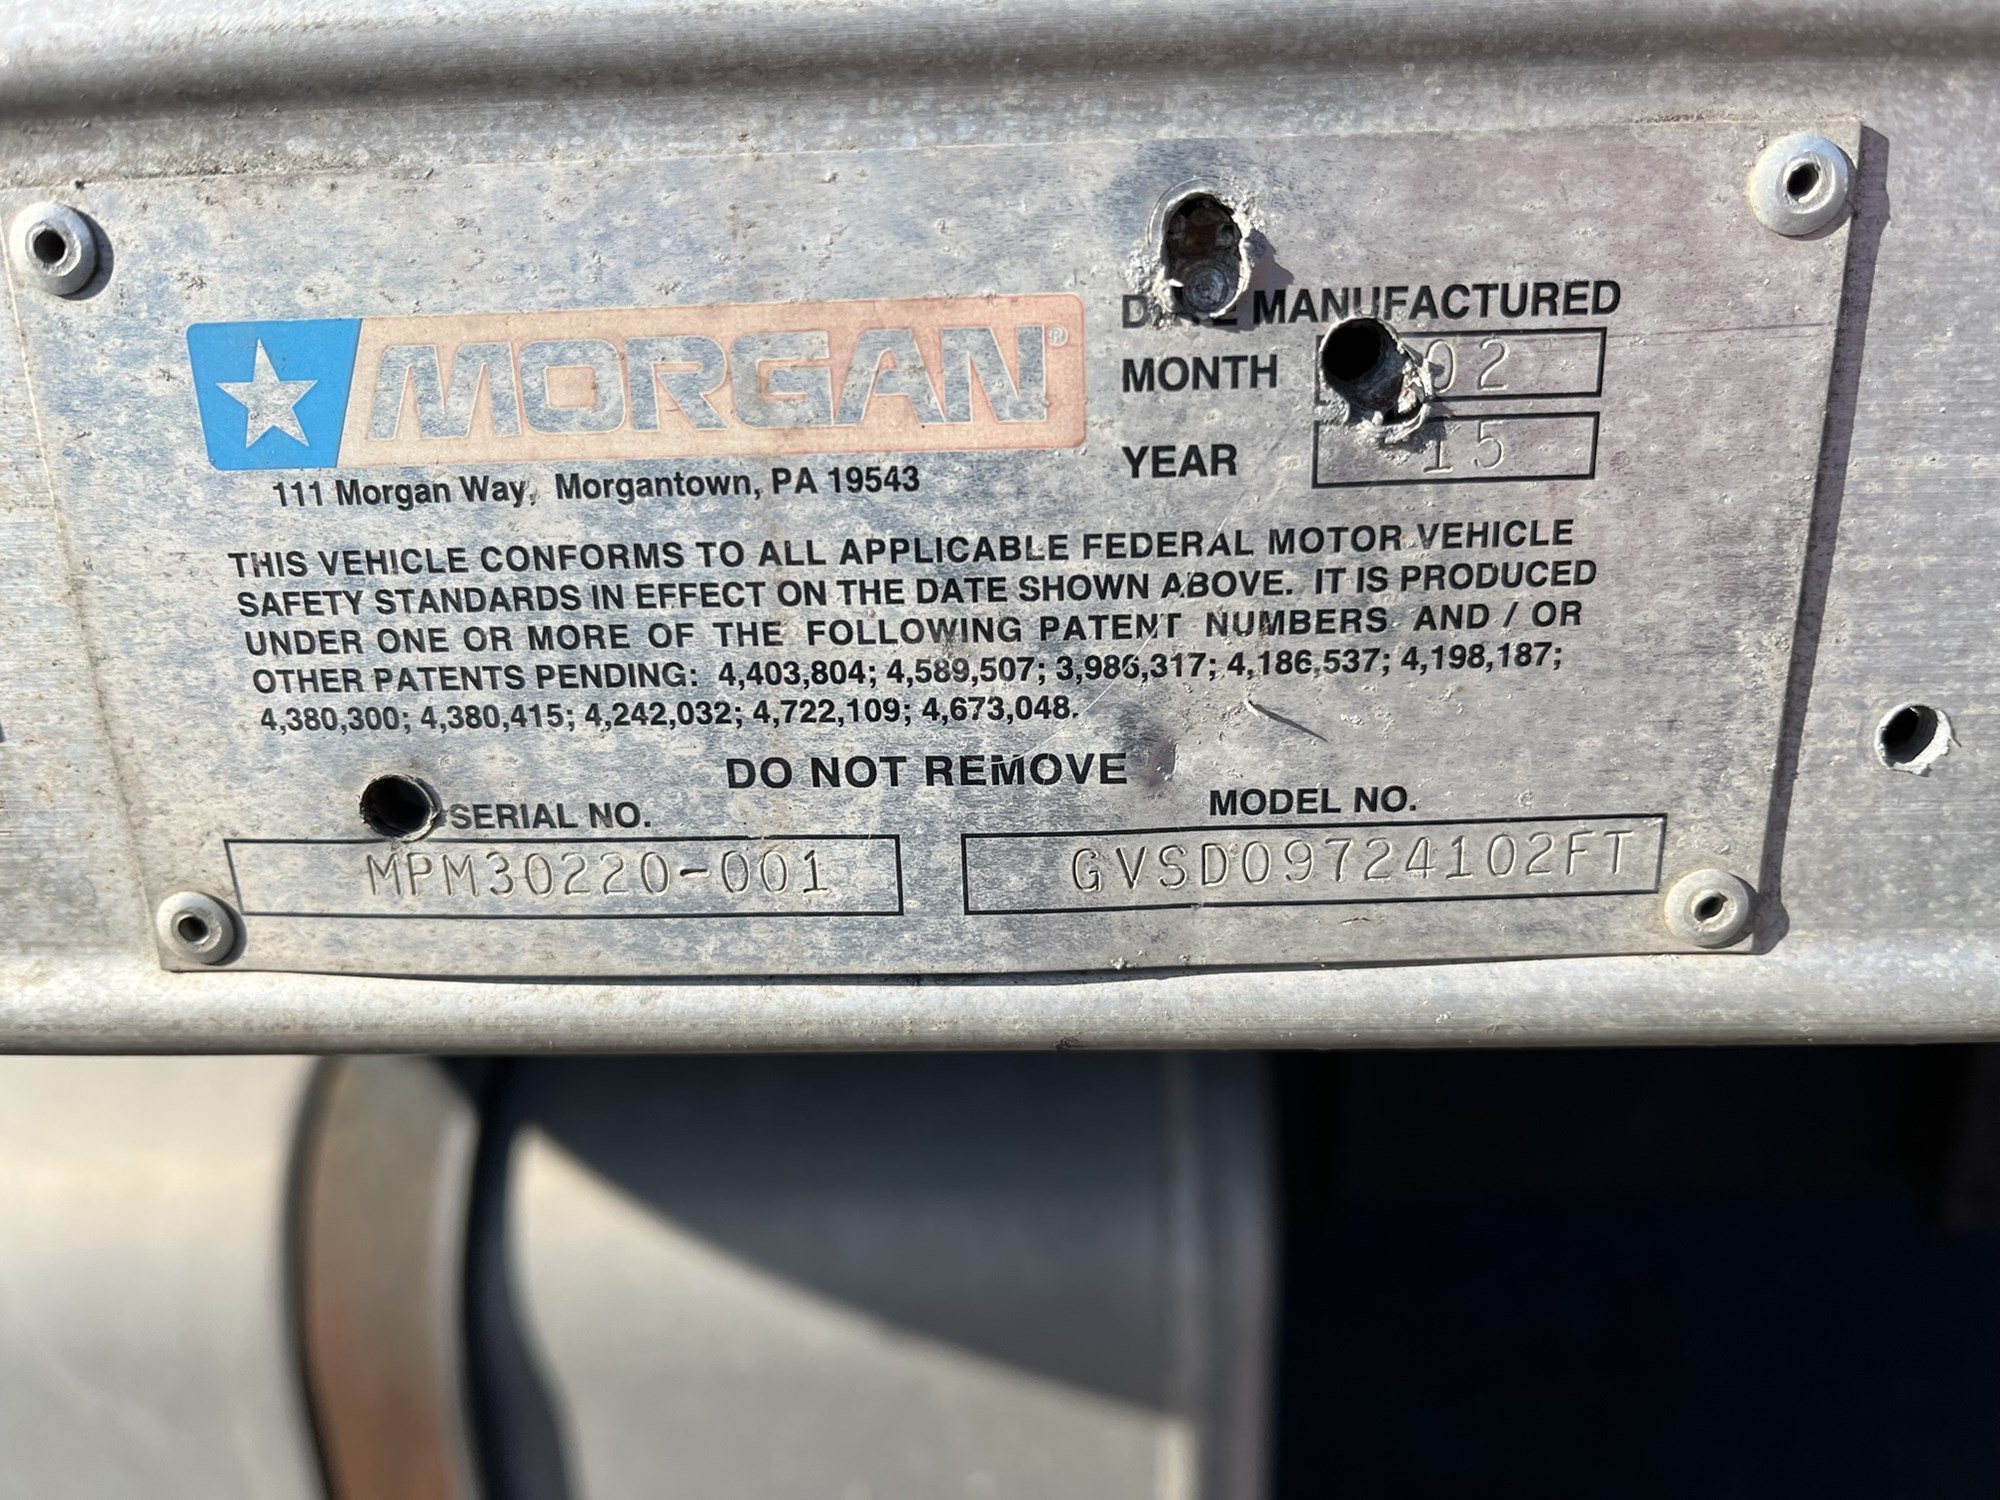 MORGAN®
111 Morgan Way, Morgantown, PA 19543
DATE MANUFACTURED
MONTH 02
YEAR 15
THIS VEHICLE CONFORMS TO ALL APPLICABLE FEDERAL MOTOR VEHICLE
SAFETY STANDARDS IN EFFECT ON THE DATE SHOWN ABOVE. IT IS PRODUCED
UNDER ONE OR MORE OF THE FOLLOWING PATENT NUMBERS AND / OR
OTHER PATENTS PENDING: 4,403,804; 4,589,507; 3,986,317; 4,186,537; 4,198,187;
4,380,300; 4,380,415; 4,242,032; 4,722,109; 4,673,048.
DO NOT REMOVE
SERIAL NO.
MPM30220-001
MODEL NO.
GVSD09724102FT